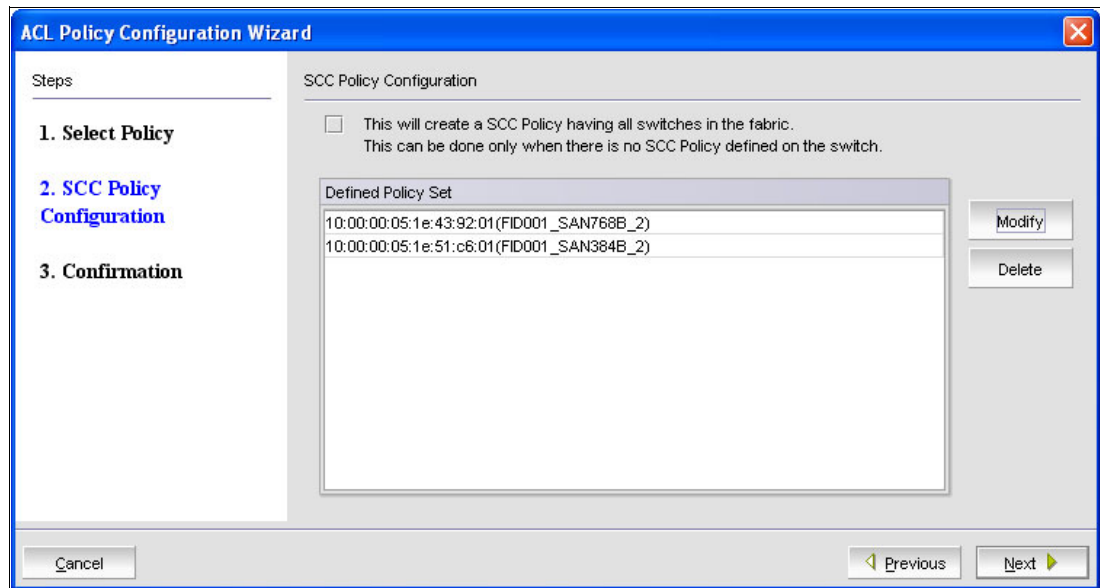 ACL Policy Configuration Wizard
Steps
1. Select Policy
2. SCC Policy
Configuration
3. Confirmation
SCC Policy Configuration
This will create a SCC Policy having all switches in the fabric.
This can be done only when there is no SCC Policy defined on the switch.
Defined Policy Set
10:00:00:05:1e:43:92:01(FID001_SAN768B_2)
10:00:00:05:1e:51:c6:01(FID001_SAN384B_2)
Modify
Delete
Cancel
Previous
Next